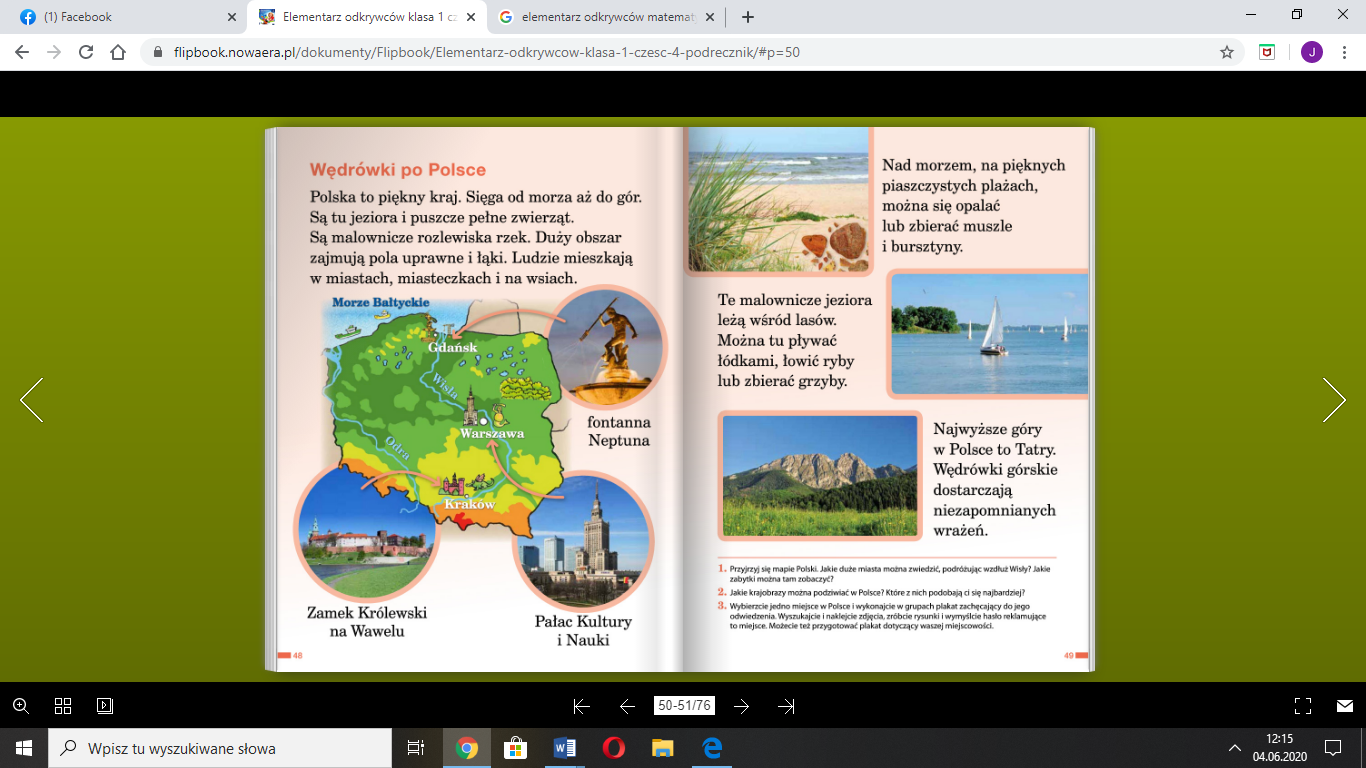 (1) Facebook
Elementarz odkrywców klasa 1 cz
elementarz odkrywców matemat
flipbook.nowaera.pl/dokumenty/Flipbook/Elementarz-odkrywcow-klasa-1-czesc-4-podrecznik/#p=50
J
Wędrówki po Polsce
Polska to piękny kraj. Sięga od morza aż do gór.
Są tu jeziora i puszcze pełne zwierząt.
Są malownicze rozlewiska rzek. Duży obszar
zajmują pola uprawne i łąki. Ludzie mieszkają
w miastach, miasteczkach i na wsiach.
Morze Bałtyckie
Gdańsk
Wisła
Warszawa
Odra
Kraków
fontanna
Neptuna
Zamek Królewski
na Wawelu
Pałac Kultury
i Nauki
48
Nad morzem, na pięknych
piaszczystych plażach,
można się opalać
lub zbierać muszle
i bursztyny.
Te malownicze jeziora
leżą wśród lasów.
Można tu pływać
łódkami, łowić ryby
lub zbierać grzyby.
Najwyższe góry
w Polsce to Tatry.
Wędrówki górskie
dostarczają
niezapomnianych
wrażeń.
1. Przyjrzyj się mapie Polski. Jakie duże miasta można zwiedzić, podróżując wzdłuż Wisły? Jakie
zabytki można tam zobaczyć?
2. Jakie krajobrazy można podziwiać w Polsce? Które z nich podobają ci się najbardziej?
3. Wybierzcie jedno miejsce w Polsce i wykonajcie w grupach plakat zachęcający do jego
odwiedzenia. Wyszukajcie i naklejcie zdjęcia, zróbcie rysunki i wymyślcie hasło reklamujące
to miejsce. Możecie też przygotować plakat dotyczący waszej miejscowości.
49
50-51/76
Wpisz tu wyszukiwane słowa
12:15
04.06.2020